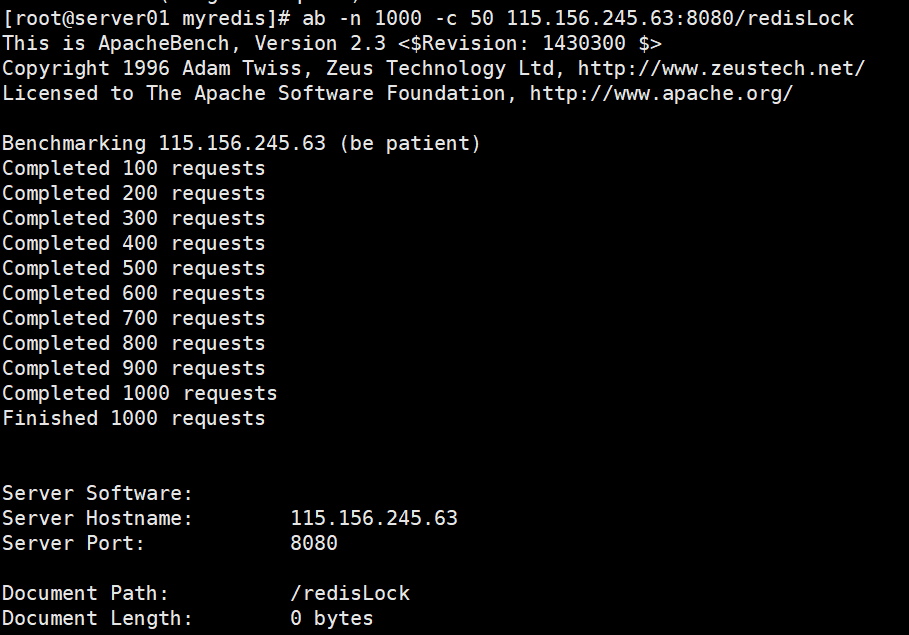 [root@server01 myredis]# ab -n 1000 -c 50 115.156.245.63:8080/redisLock
This is ApacheBench, Version 2.3 <$Revision: 1430300 $>
Copyright 1996 Adam Twiss, Zeus Technology Ltd, http://www.zeustech.net/
Licensed to The Apache Software Foundation, http://www.apache.org/
Benchmarking 115.156.245.63 (be patient)
Completed 100 requests
Completed 200 requests
Completed 300 requests
Completed 400 requests
Completed 500 requests
Completed 600 requests
Completed 700 requests
Completed 800 requests
Completed 900 requests
Completed 1000 requests
Finished 1000 requests
Server Software:
Server Hostname: 115.156.245.63
Server Port: 8080
Document Path: /redisLock
Document Length: 0 bytes